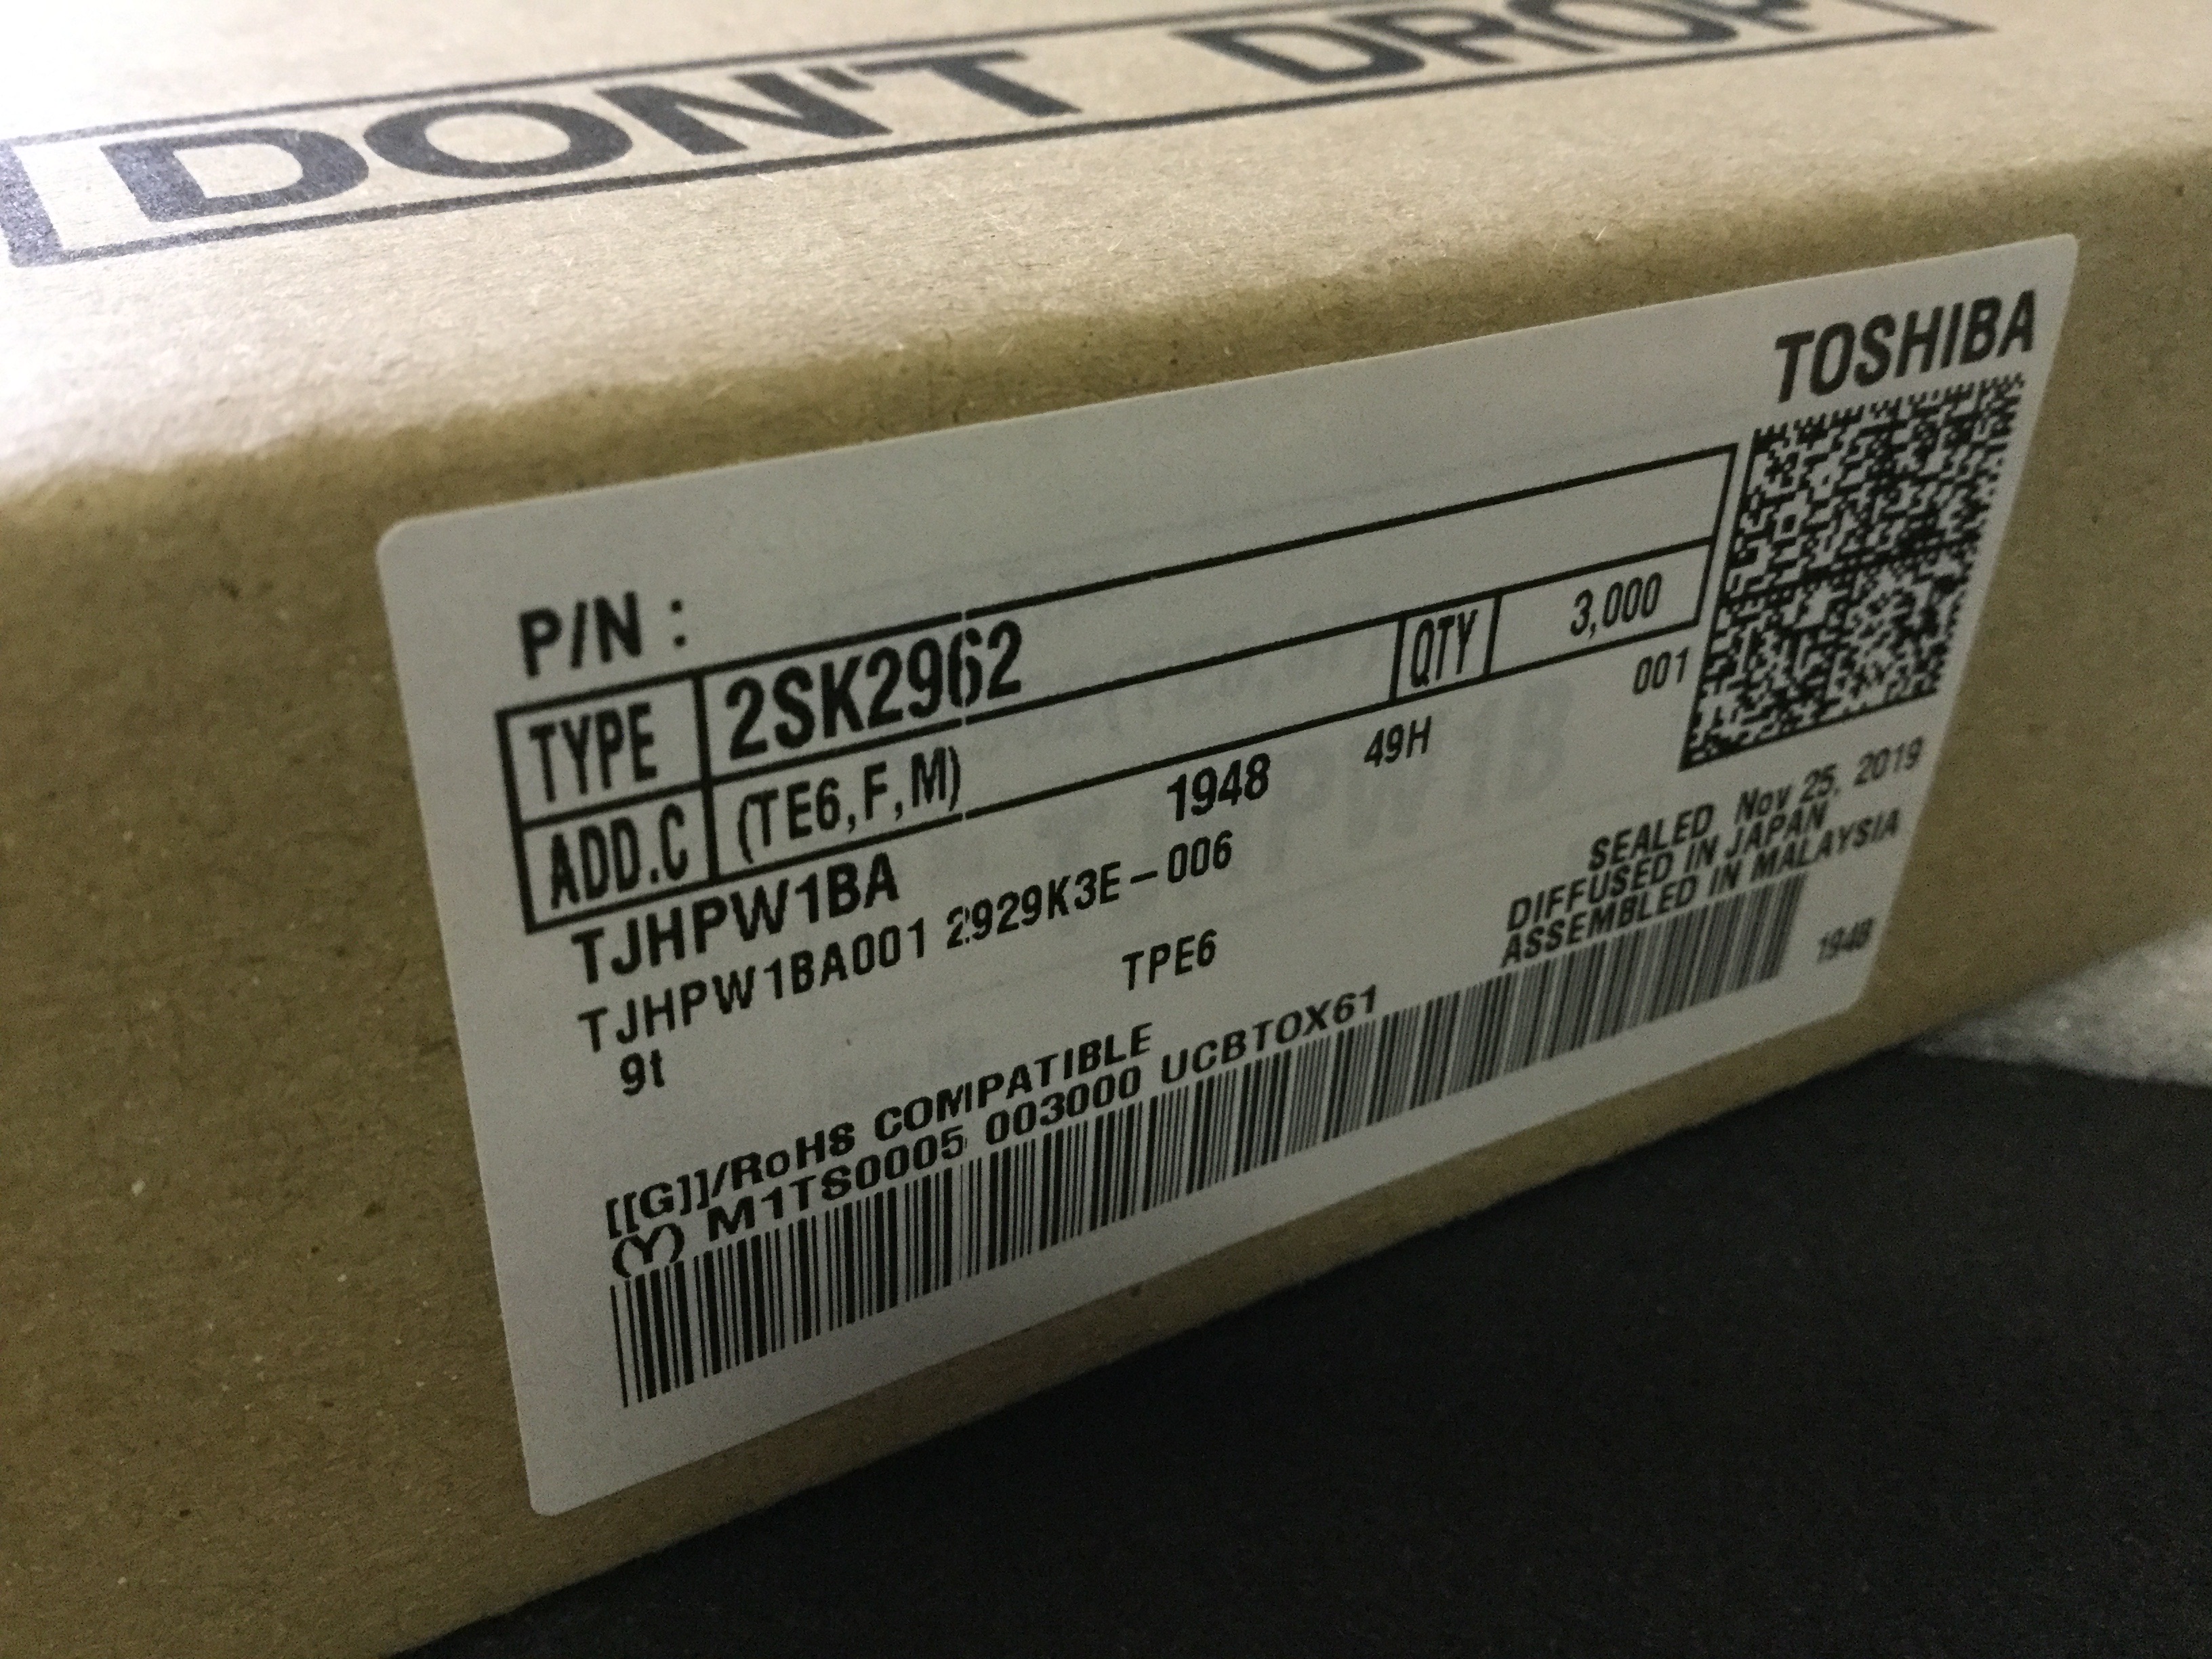 DON'T DROP
TOSHIBA
P/N :
TYPE 2SK2962
ADD.C (TE6,F,M) QTY 3,000
TJHPW1BA 1948 49H 001
TJHPW1BA001 2929K3E-006
9t TPE6
SEALED Nov 25, 2019
DIFFUSED IN JAPAN
ASSEMBLED IN MALAYSIA
[[G]]/RoHS COMPATIBLE
(Y) M1TS0005 003000 UCBTOX61